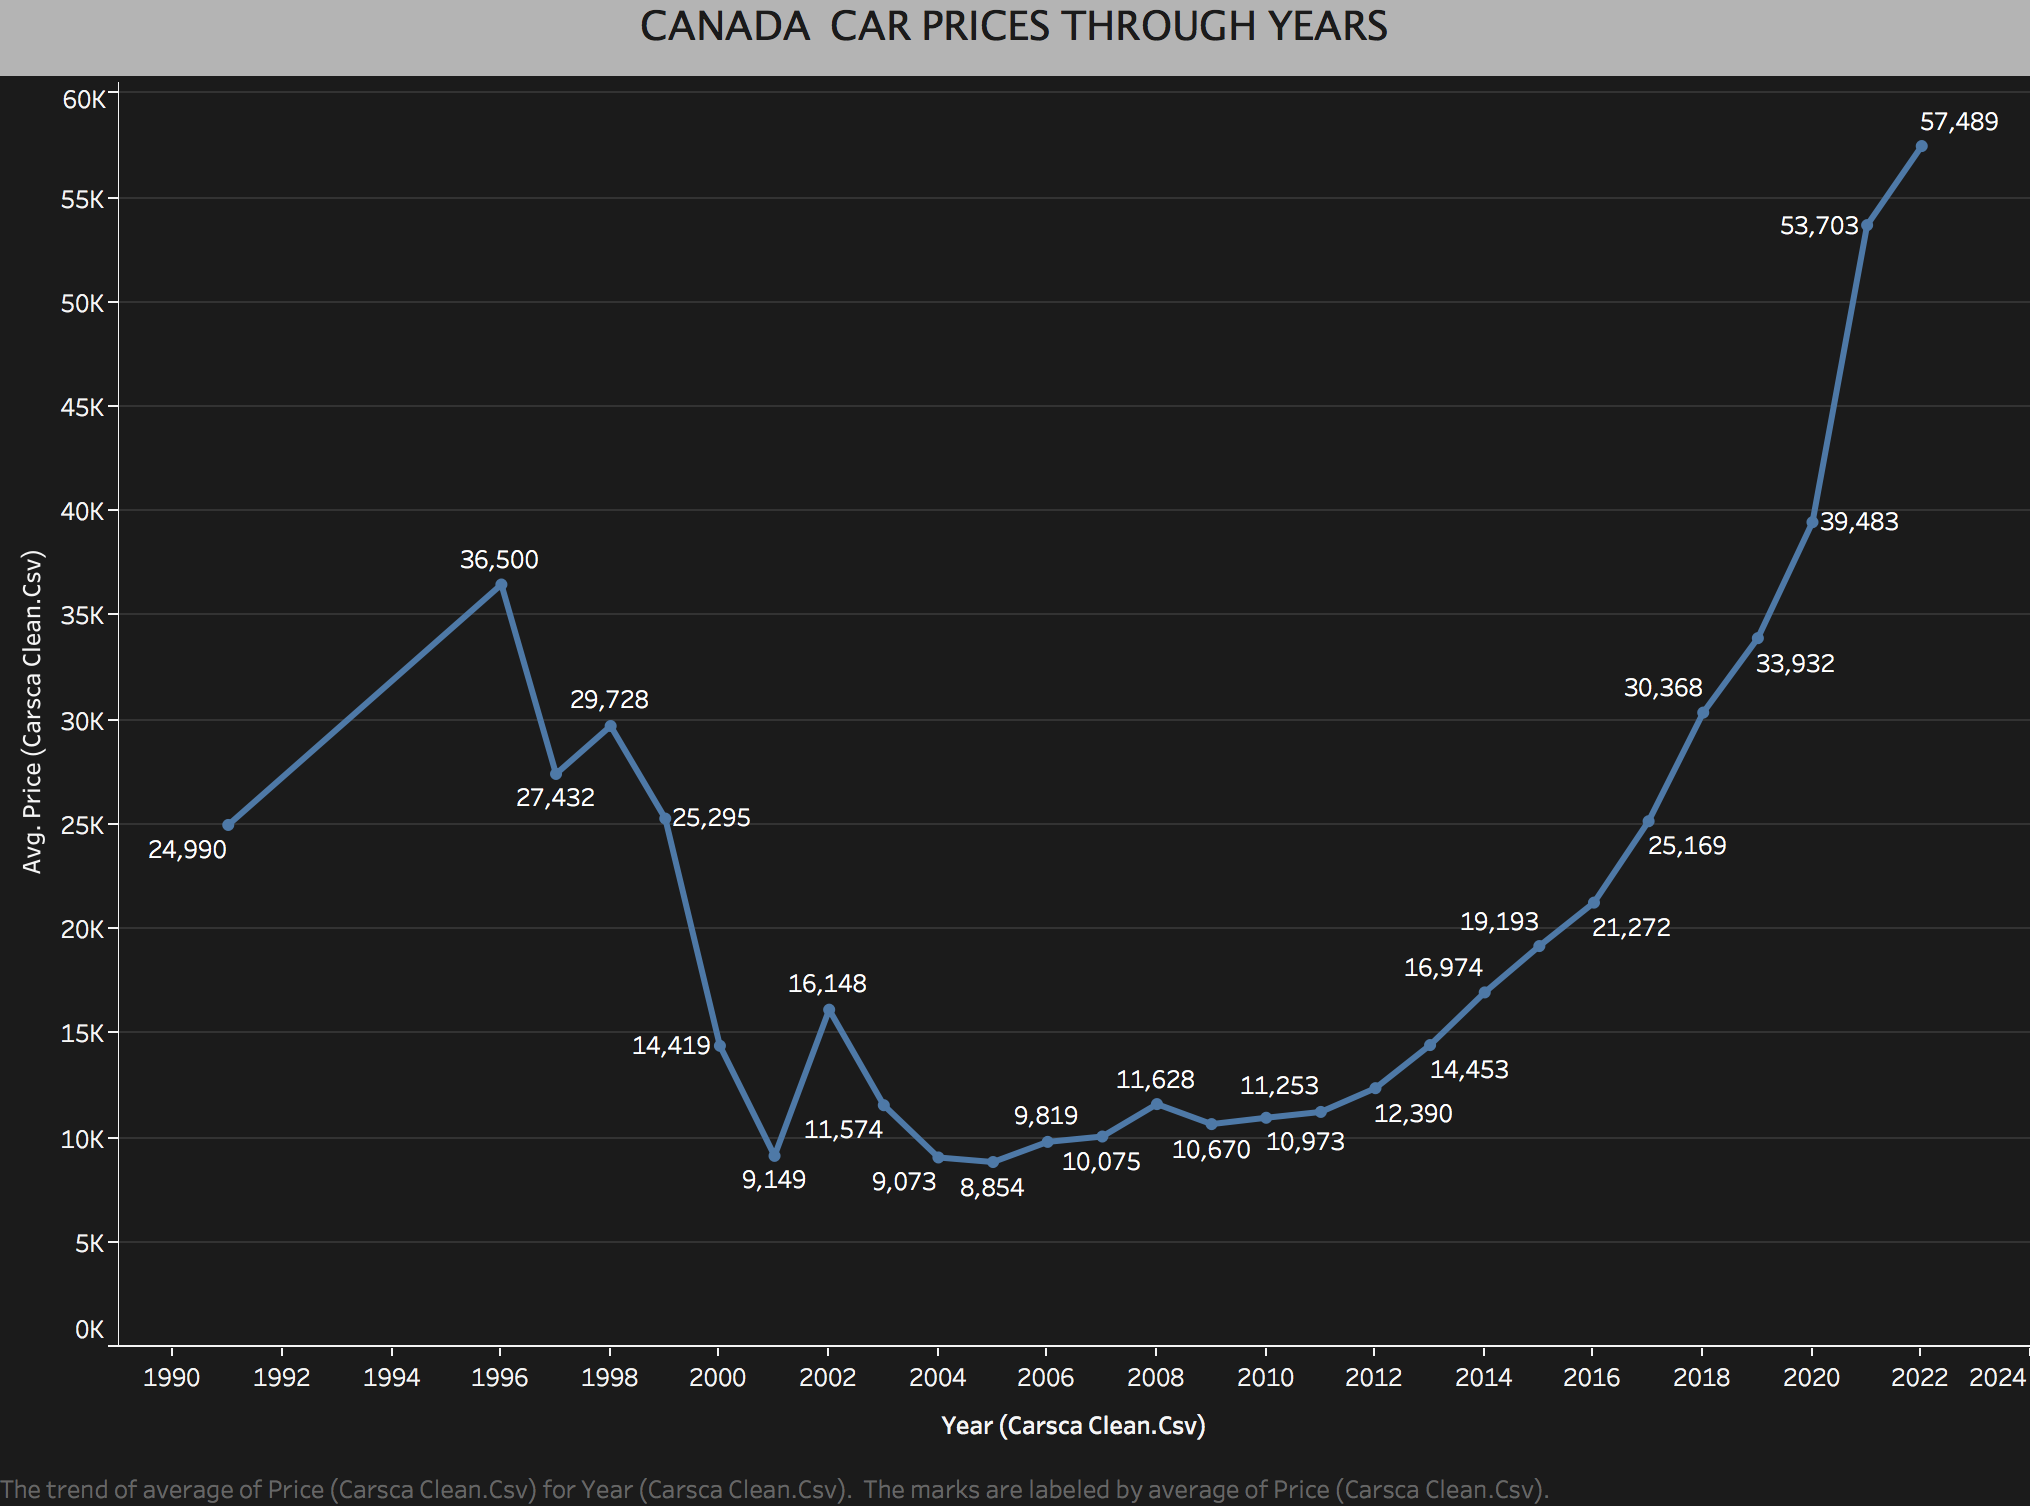 CANADA  CAR PRICES THROUGH YEARS
60K
55K
50K
45K
40K
35K
30K
25K
20K
15K
10K
5K
0K
Avg. Price (Carsca Clean.Csv)
24,990
36,500
27,432
29,728
25,295
14,419
9,149
16,148
11,574
9,073
8,854
9,819
10,075
11,628
10,670
10,973
11,253
12,390
14,453
16,974
19,193
21,272
25,169
30,368
33,932
39,483
53,703
57,489
1990 1992 1994 1996 1998 2000 2002 2004 2006 2008 2010 2012 2014 2016 2018 2020 2022 2024
Year (Carsca Clean.Csv)
The trend of average of Price (Carsca Clean.Csv) for Year (Carsca Clean.Csv).  The marks are labeled by average of Price (Carsca Clean.Csv).